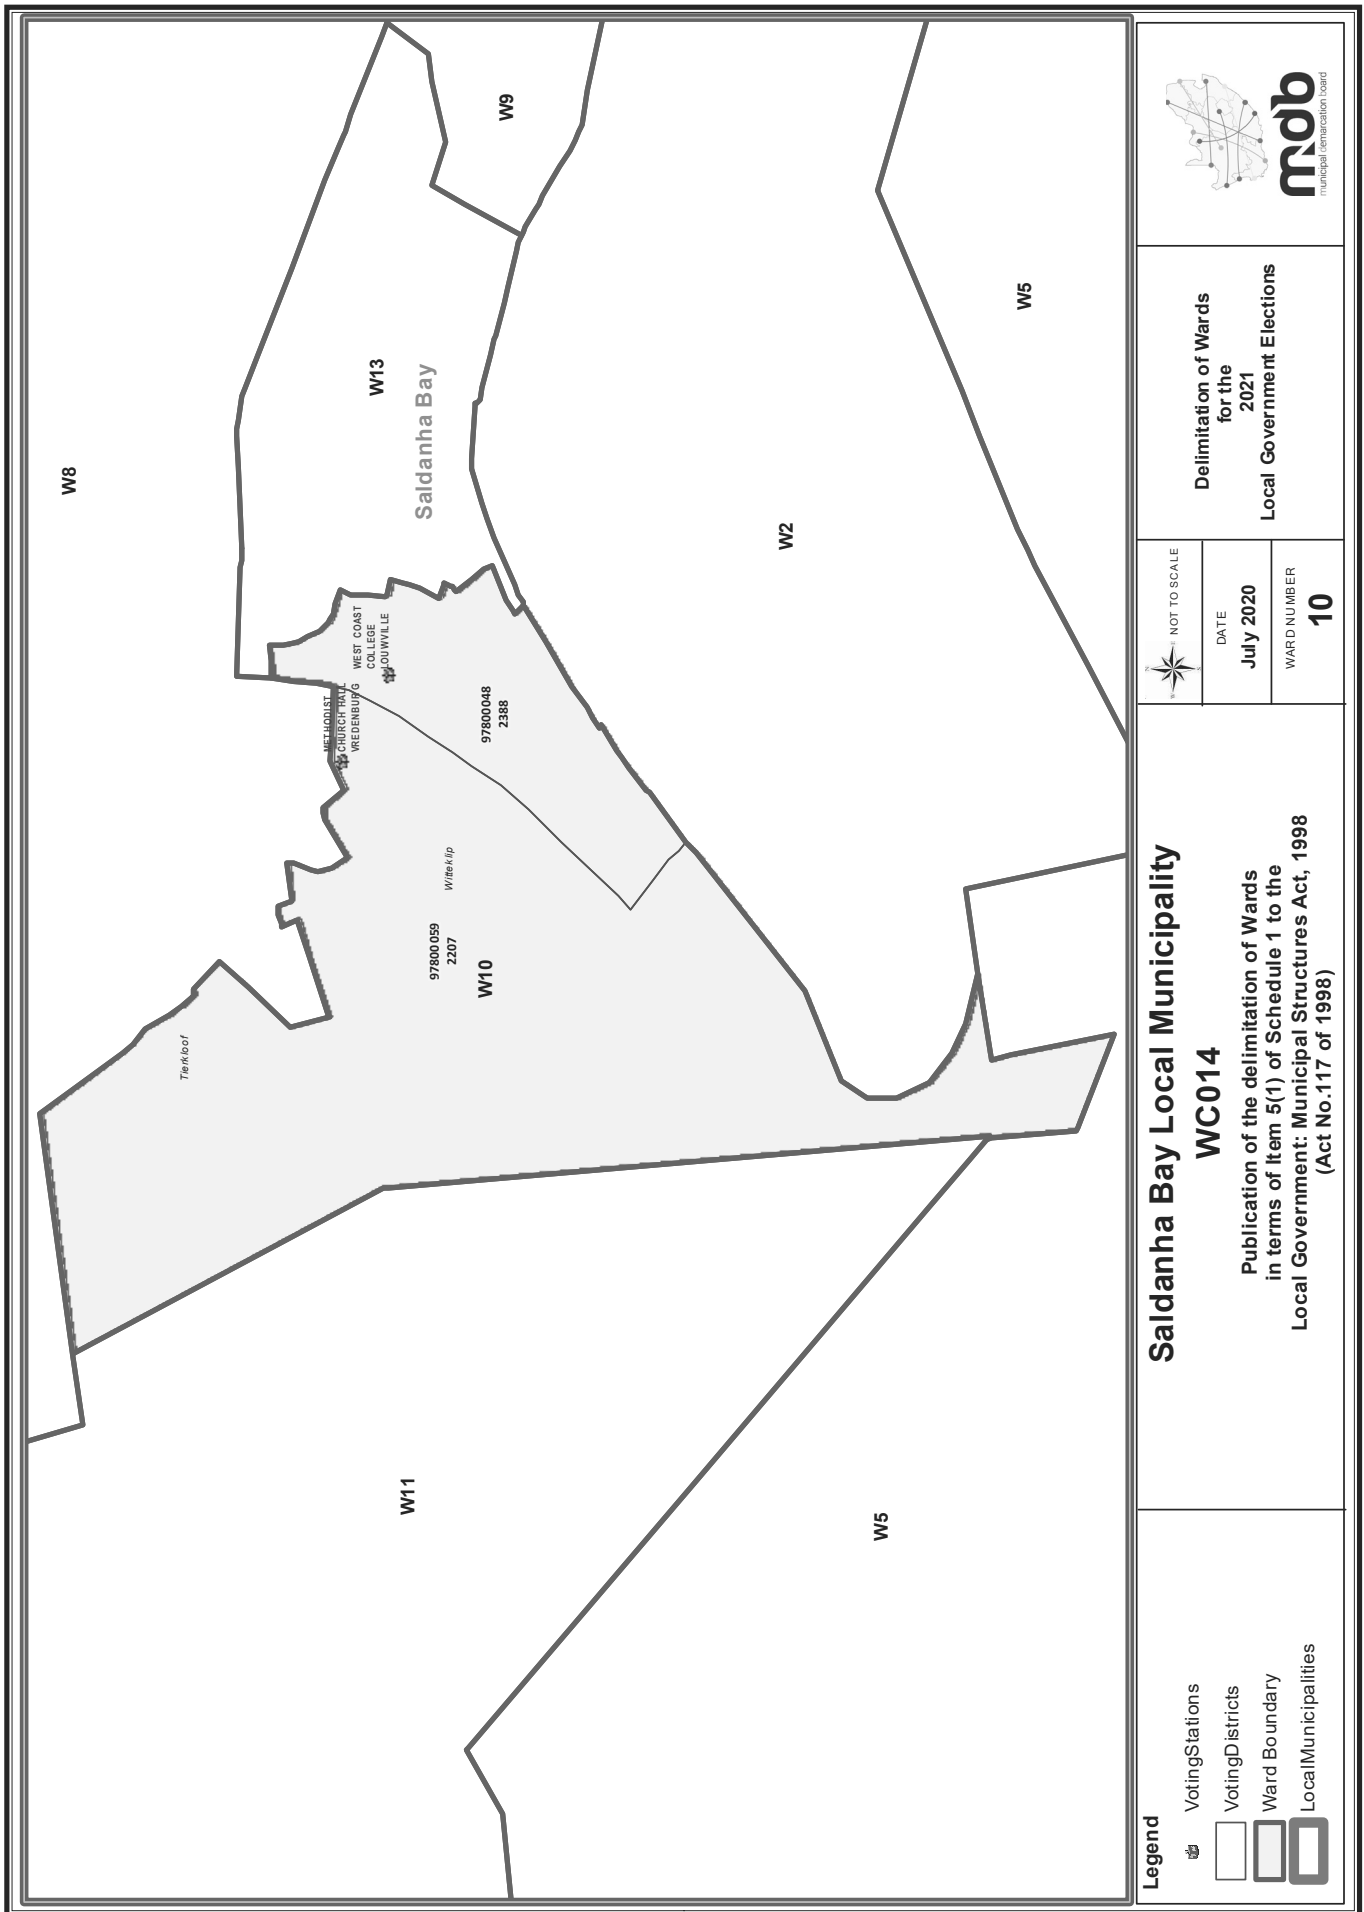 W8
W9
W13
Saldanha Bay
W5
W2
WEST COAST
COLLEGE
LOUWVILLE
METHODIST
CHURCH HALL
VREDENBURG
97800048
2388
Witteklip
97800059
2207
W10
Tierkloof
W11
W5
Legend
VotingStations
VotingDistricts
Ward Boundary
LocalMunicipalities
Saldanha Bay Local Municipality
WC014
Publication of the delimitation of Wards
in terms of Item 5(1) of Schedule 1 to the
Local Government: Municipal Structures Act, 1998
(Act No.117 of 1998)
NOT TO SCALE
DATE
July 2020
WARD NUMBER
10
Delimitation of Wards
for the
2021
Local Government Elections
mdb
municipal demarcation board